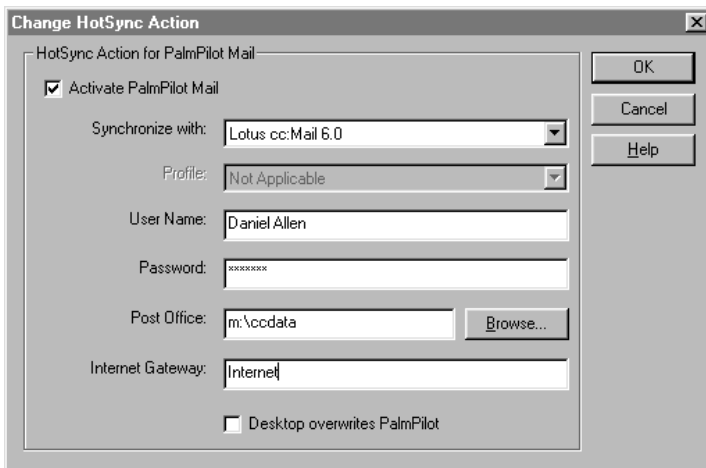 Change HotSync Action
HotSync Action for PalmPilot Mail
Activate PalmPilot Mail
Synchronize with: Lotus cc:Mail 6.0
Profile: Not Applicable
User Name: Daniel Allen
Password: *******
Post Office: m:\ccdata Browse...
Internet Gateway: Internet
Desktop overwrites PalmPilot
OK
Cancel
Help